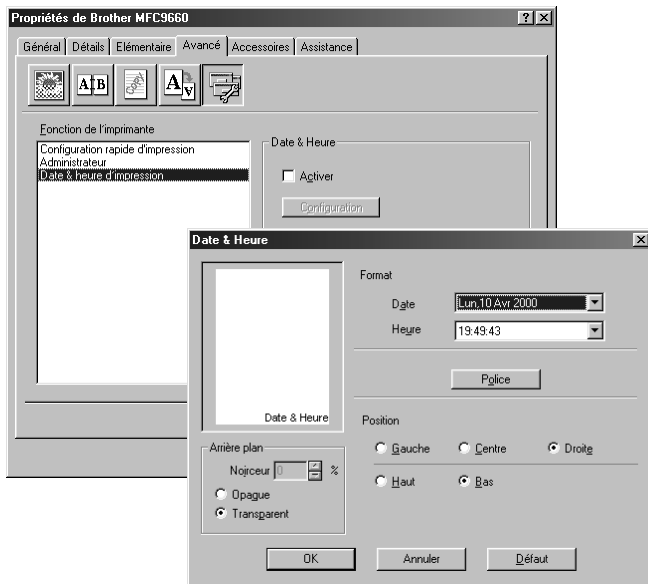 Propriétés de Brother MFC9660
Général Détails Elémentaire Avancé Accessoires Assistance
A B
Copy
A V
Fonction de l'imprimante
Configuration rapide d'impression
Administrateur
Date & heure d'impression
Date & Heure
Activer
Configuration
Date & Heure
Date & Heure
Format
Date Lun,10 Avr 2000
Heure 19:49:43
Police
Position
Gauche Centre Droite
Haut Bas
Arrière plan
Noirceur 0 %
Opague
Transparent
OK Annuler Défaut